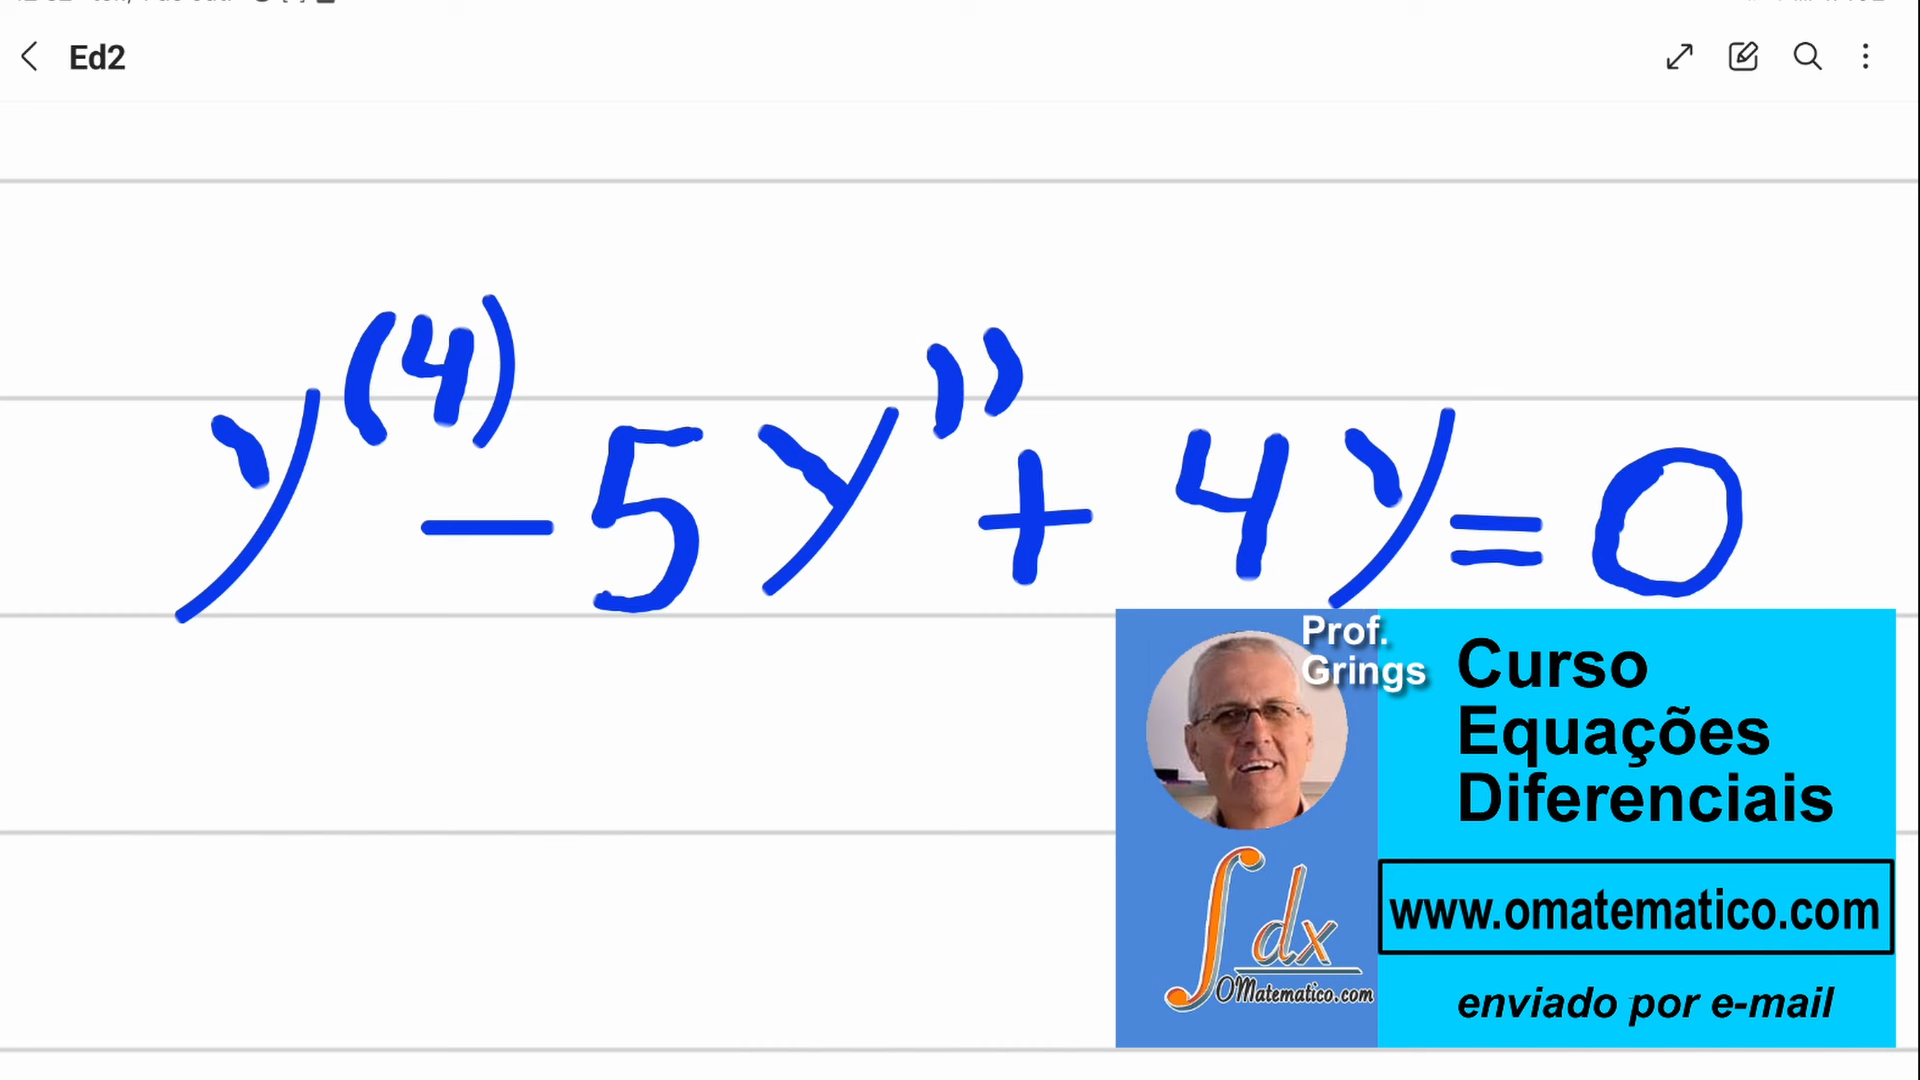 Ed2
y⁽⁴⁾ - 5y'' + 4y = 0
Prof.
Grings
Curso
Equações
Diferenciais
www.omatematico.com
∫dx
OMatematico.com
enviado por e-mail